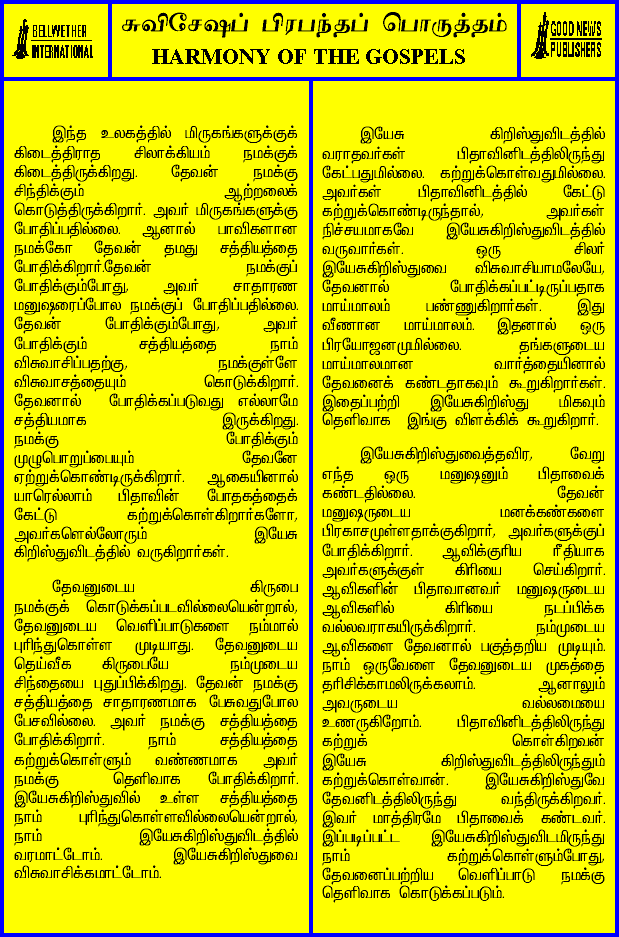 BELLWETHER
INTERNATIONAL
சுவிசேஷப் பிரபந்தப் பொருத்தம்
HARMONY OF THE GOSPELS
GOOD NEWS
PUBLISHERS
இந்த உலகத்தில் மிருகங்களுக்குக்
கிடைத்திராத சிலாக்கியம் நமக்குக்
கிடைத்திருக்கிறது. தேவன் நமக்கு
சிந்திக்கும் ஆற்றலைக்
கொடுத்திருக்கிறார். அவர் மிருகங்களுக்கு
போதிப்பதில்லை. ஆனால் பாவிகளான
நமக்கோ தேவன் தமது சத்தியத்தை
போதிக்கிறார்.தேவன் நமக்குப்
போதிக்கும்போது, அவர் சாதாரண
மனுஷரைப்போல நமக்குப் போதிப்பதில்லை.
தேவன் போதிக்கும்போது, அவர்
போதிக்கும் சத்தியத்தை நாம்
விசுவாசிப்பதற்கு, நமக்குள்ளே
விசுவாசத்தையும் கொடுக்கிறார்.
தேவனால் போதிக்கப்படுவது எல்லாமே
சத்தியமாக இருக்கிறது.
நமக்கு போதிக்கும்
முழுபொறுப்பையும் தேவனே
ஏற்றுக்கொண்டிருக்கிறார். ஆகையினால்
யாரெல்லாம் பிதாவின் போதகத்தைக்
கேட்டு கற்றுக்கொள்கிறார்களோ,
அவர்களெல்லோரும் இயேசு
கிறிஸ்துவிடத்தில் வருகிறார்கள்.
தேவனுடைய கிருபை
நமக்குக் கொடுக்கப்படவில்லையென்றால்,
தேவனுடைய வெளிப்பாடுகளை நம்மால்
புரிந்துகொள்ள முடியாது. தேவனுடைய
தெய்வீக கிருபையே நம்முடைய
சிந்தையை புதுப்பிக்கிறது. தேவன் நமக்கு
சத்தியத்தை சாதாரணமாக பேசுவதுபோல
பேசவில்லை. அவர் நமக்கு சத்தியத்தை
போதிக்கிறார். நாம் சத்தியத்தை
கற்றுக்கொள்ளும் வண்ணமாக அவர்
நமக்கு தெளிவாக போதிக்கிறார்.
இயேசுகிறிஸ்துவில் உள்ள சத்தியத்தை
நாம் புரிந்துகொள்ளவில்லையென்றால்,
நாம் இயேசுகிறிஸ்துவிடத்தில்
வரமாட்டோம். இயேசுகிறிஸ்துவை
விசுவாசிக்கமாட்டோம்.
இயேசு கிறிஸ்துவிடத்தில்
வராதவர்கள் பிதாவினிடத்திலிருந்து
கேட்பதுமில்லை. கற்றுக்கொள்வதுமில்லை.
அவர்கள் பிதாவினிடத்தில் கேட்டு
கற்றுக்கொண்டிருந்தால், அவர்கள்
நிச்சயமாகவே இயேசுகிறிஸ்துவிடத்தில்
வருவார்கள். ஒரு சிலர்
இயேசுகிறிஸ்துவை விசுவாசியாமலேயே,
தேவனால் போதிக்கப்பட்டிருப்பதாக
மாய்மாலம் பண்ணுகிறார்கள். இது
வீணான மாய்மாலம். இதனால் ஒரு
பிரயோஜனமுமில்லை. தங்களுடைய
மாய்மாலமான வார்த்தையினால்
தேவனைக் கண்டதாகவும் கூறுகிறார்கள்.
இதைப்பற்றி இயேசுகிறிஸ்து மிகவும்
தெளிவாக இங்கு விளக்கிக் கூறுகிறார்.
இயேசுகிறிஸ்துவைத்தவிர, வேறு
எந்த ஒரு மனுஷனும் பிதாவைக்
கண்டதில்லை. தேவன்
மனுஷருடைய மனக்கண்களை
பிரகாசமுள்ளதாக்குகிறார், அவர்களுக்குப்
போதிக்கிறார். ஆவிக்குரிய ரீதியாக
அவர்களுக்குள் கிரியை செய்கிறார்.
ஆவிகளின் பிதாவானவர் மனுஷருடைய
ஆவிகளில் கிரியை நடப்பிக்க
வல்லவராகயிருக்கிறார். நம்முடைய
ஆவிகளை தேவனால் பகுத்தறிய முடியும்.
நாம் ஒருவேளை தேவனுடைய முகத்தை
தரிசிக்காமலிருக்கலாம். ஆனாலும்
அவருடைய வல்லமையை
உணருகிறோம். பிதாவினிடத்திலிருந்து
கற்றுக் கொள்கிறவன்
இயேசு கிறிஸ்துவிடத்திலிருந்தும்
கற்றுக்கொள்வான். இயேசுகிறிஸ்துவே
தேவனிடத்திலிருந்து வந்திருக்கிறவர்.
இவர் மாத்திரமே பிதாவைக் கண்டவர்.
இப்படிப்பட்ட இயேசுகிறிஸ்துவிடமிருந்து
நாம் கற்றுக்கொள்ளும்போது,
தேவனைப்பற்றிய வெளிப்பாடு நமக்கு
தெளிவாக கொடுக்கப்படும்.